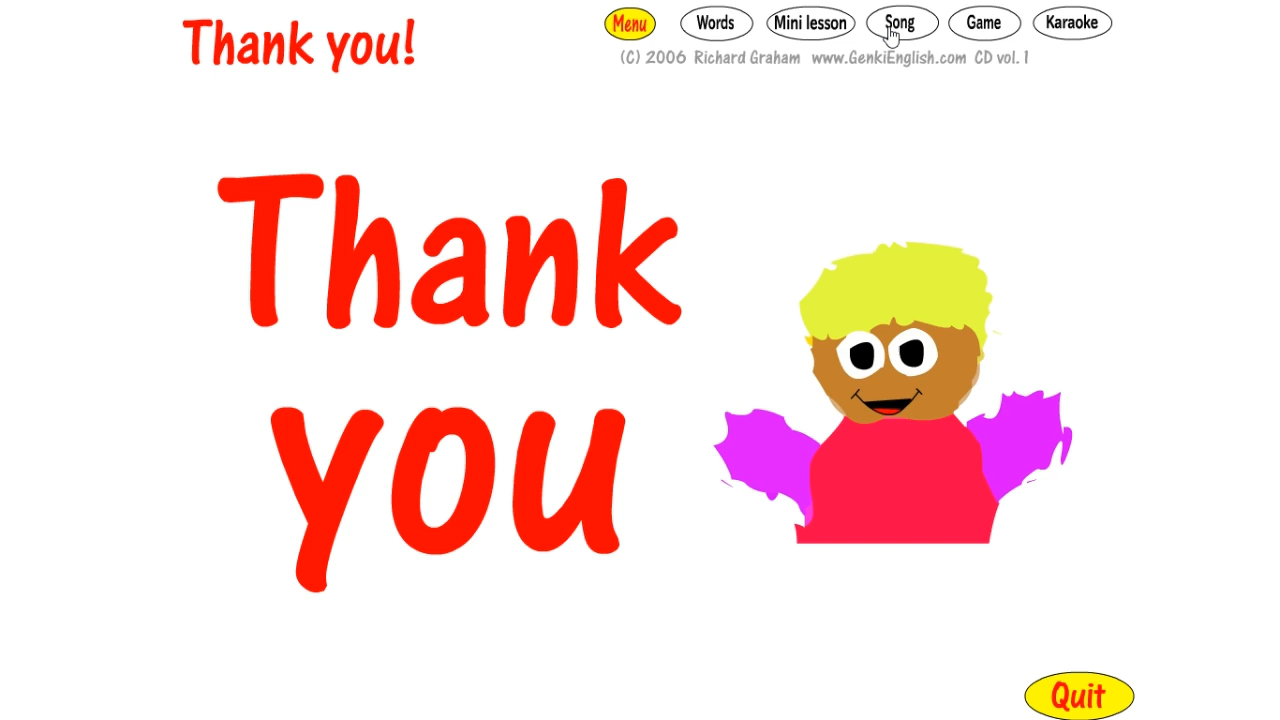 Thank you!
Menu Words Mini lesson Song Game Karaoke
(C) 2006 Richard Graham www.GenkiEnglish.com CD vol. 1
Thank
you
Quit